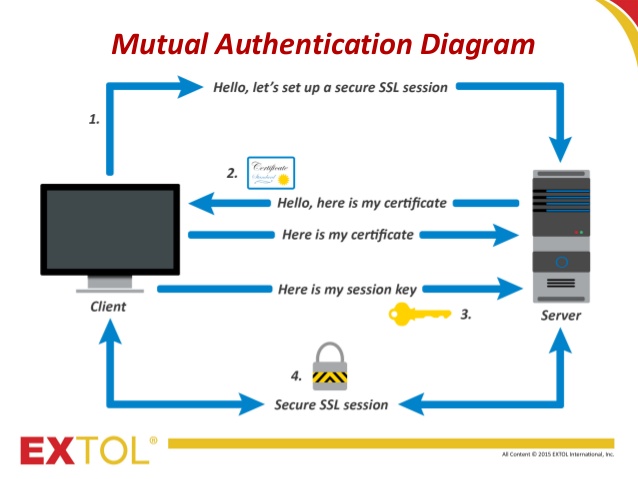 Mutual Authentication Diagram
Hello, let's set up a secure SSL session
1.
2.
Certificate
Standard
Hello, here is my certificate
Here is my certificate
Here is my session key
Client
3.
Server
4.
Secure SSL session
EXTOL®
All Content © 2015 EXTOL International, Inc.